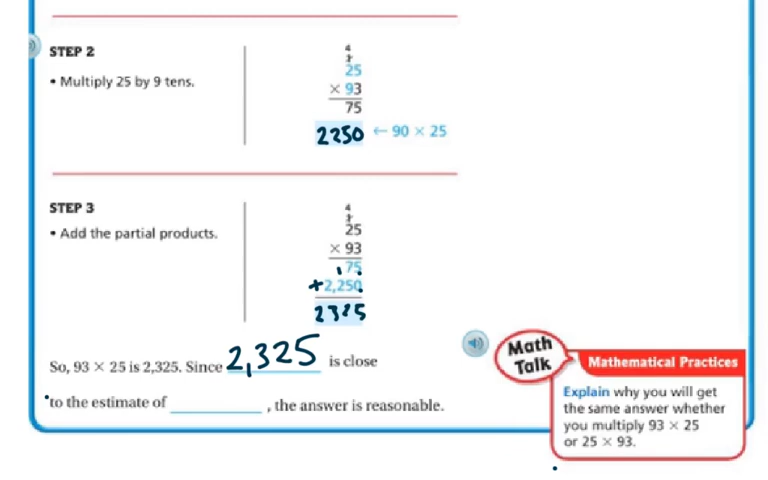 STEP 2
• Multiply 25 by 9 tens.
4
1
25
× 93
75
2250 ← 90 × 25
STEP 3
• Add the partial products.
4
1
25
× 93
1 75
+2,250
2325
So, 93 × 25 is 2,325. Since 2,325 is close
to the estimate of ____________ , the answer is reasonable.
Math
Talk
Mathematical Practices
Explain why you will get
the same answer whether
you multiply 93 × 25
or 25 × 93.